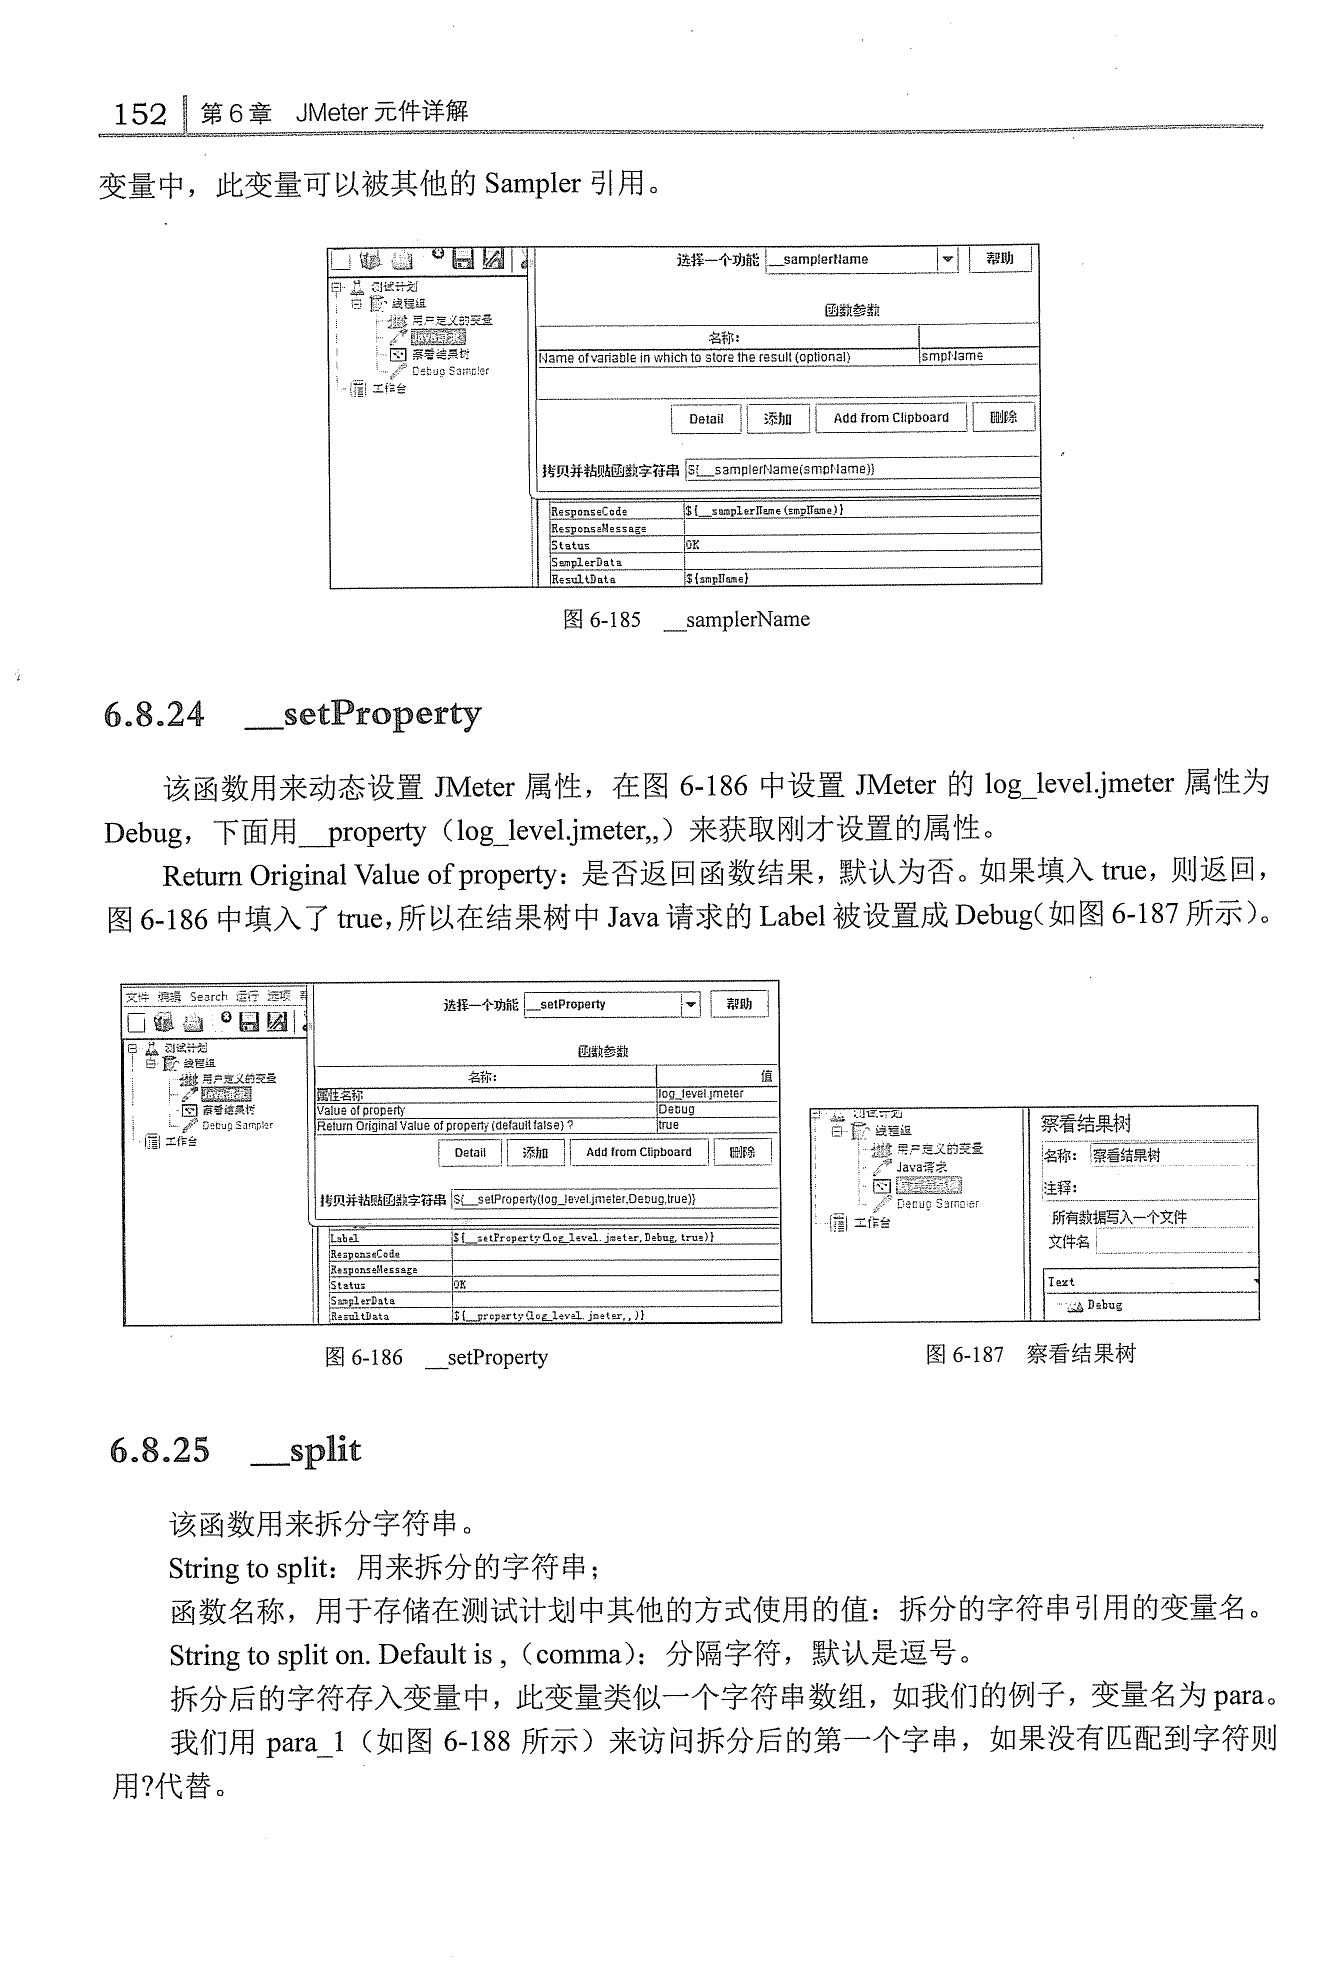 152 第6章 JMeter 元件详解
变量中，此变量可以被其他的 Sampler 引用。
选择一个功能 __samplerName 帮助
测试计划
线程组
函数参数
用户定义的变量
Java请求
名称：
察看结果树
Name of variable in which to store the result (optional) smpName
Debug Sampler
工作台
Detail 添加 Add from Clipboard 删除
拷贝并粘贴函数字符串 ${__samplerName(smpName)}
ResponseCode ${__samplerName(smpName)}
ResponseMessage
Status OK
SamplerData
ResultData ${smpName}
图 6-185 __samplerName
6.8.24 __setProperty
该函数用来动态设置 JMeter 属性，在图 6-186 中设置 JMeter 的 log_level.jmeter 属性为
Debug，下面用__property（log_level.jmeter,,）来获取刚才设置的属性。
Return Original Value of property：是否返回函数结果，默认为否。如果填入 true，则返回，
图 6-186 中填入了 true，所以在结果树中 Java 请求的 Label 被设置成 Debug（如图 6-187 所示）。
文件 编辑 Search 运行 选项
选择一个功能 __setProperty 帮助
测试计划
线程组
函数参数
用户定义的变量
名称： 值
Java请求
属性名称 log_level.jmeter
察看结果树
Value of property Debug
Debug Sampler
Return Original Value of property (default false) ? true
工作台
Detail 添加 Add from Clipboard 删除
拷贝并粘贴函数字符串 ${__setProperty(log_level.jmeter,Debug,true)}
Label ${__setProperty(log_level.jmeter,Debug,true)}
ResponseCode
ResponseMessage
Status OK
SamplerData
ResultData ${__property(log_level.jmeter,,)}
测试计划
线程组
用户定义的变量
Java请求
察看结果树
Debug Sampler
工作台
察看结果树
名称： 察看结果树
注释：
所有数据写入一个文件
文件名
Text
Debug
图 6-186 __setProperty
图 6-187 察看结果树
6.8.25 __split
该函数用来拆分字符串。
String to split：用来拆分的字符串；
函数名称，用于存储在测试计划中其他的方式使用的值：拆分的字符串引用的变量名。
String to split on. Default is ,（comma）：分隔字符，默认是逗号。
拆分后的字符存入变量中，此变量类似一个字符串数组，如我们的例子，变量名为 para。
我们用 para_1（如图 6-188 所示）来访问拆分后的第一个字串，如果没有匹配到字符则
用?代替。